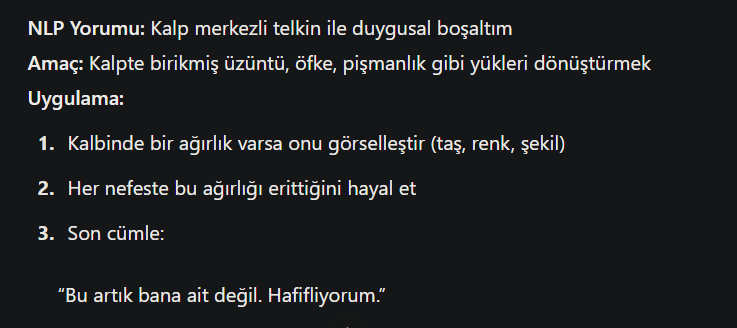 NLP Yorumu: Kalp merkezli telkin ile duygusal boşaltım
Amaç: Kalpte birikmiş üzüntü, öfke, pişmanlık gibi yükleri dönüştürmek
Uygulama:
1. Kalbinde bir ağırlık varsa onu görselleştir (taş, renk, şekil)
2. Her nefeste bu ağırlığı erittiğini hayal et
3. Son cümle:
“Bu artık bana ait değil. Hafifliyorum.”